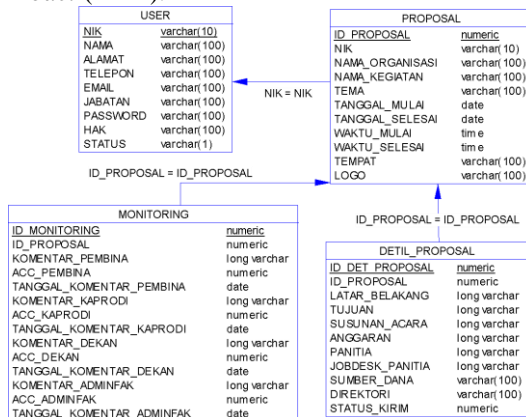 USER
NIK varchar(10)
NAMA varchar(100)
ALAMAT varchar(100)
TELEPON varchar(100)
EMAIL varchar(100)
JABATAN varchar(100)
PASSWORD varchar(100)
HAK varchar(100)
STATUS varchar(1)
NIK = NIK
PROPOSAL
ID_PROPOSAL numeric
NIK varchar(10)
NAMA_ORGANISASI varchar(100)
NAMA_KEGIATAN varchar(100)
TEMA varchar(100)
TANGGAL_MULAI date
TANGGAL_SELESAI date
WAKTU_MULAI time
WAKTU_SELESAI time
TEMPAT varchar(100)
LOGO varchar(100)
ID_PROPOSAL = ID_PROPOSAL
MONITORING
ID_MONITORING numeric
ID_PROPOSAL numeric
KOMENTAR_PEMBINA long varchar
ACC_PEMBINA numeric
TANGGAL_KOMENTAR_PEMBINA date
KOMENTAR_KAPRODI long varchar
ACC_KAPRODI numeric
TANGGAL_KOMENTAR_KAPRODI date
KOMENTAR_DEKAN long varchar
ACC_DEKAN numeric
TANGGAL_KOMENTAR_DEKAN date
KOMENTAR_ADMINFAK long varchar
ACC_ADMINFAK numeric
TANGGAL_KOMENTAR_ADMINFAK date
ID_PROPOSAL = ID_PROPOSAL
DETIL_PROPOSAL
ID_DET_PROPOSAL numeric
ID_PROPOSAL numeric
LATAR_BELAKANG long varchar
TUJUAN long varchar
SUSUNAN_ACARA long varchar
ANGGARAN long varchar
PANITIA long varchar
JOBDESK_PANITIA long varchar
SUMBER_DANA varchar(100)
DIREKTORI varchar(100)
STATUS_KIRIM numeric